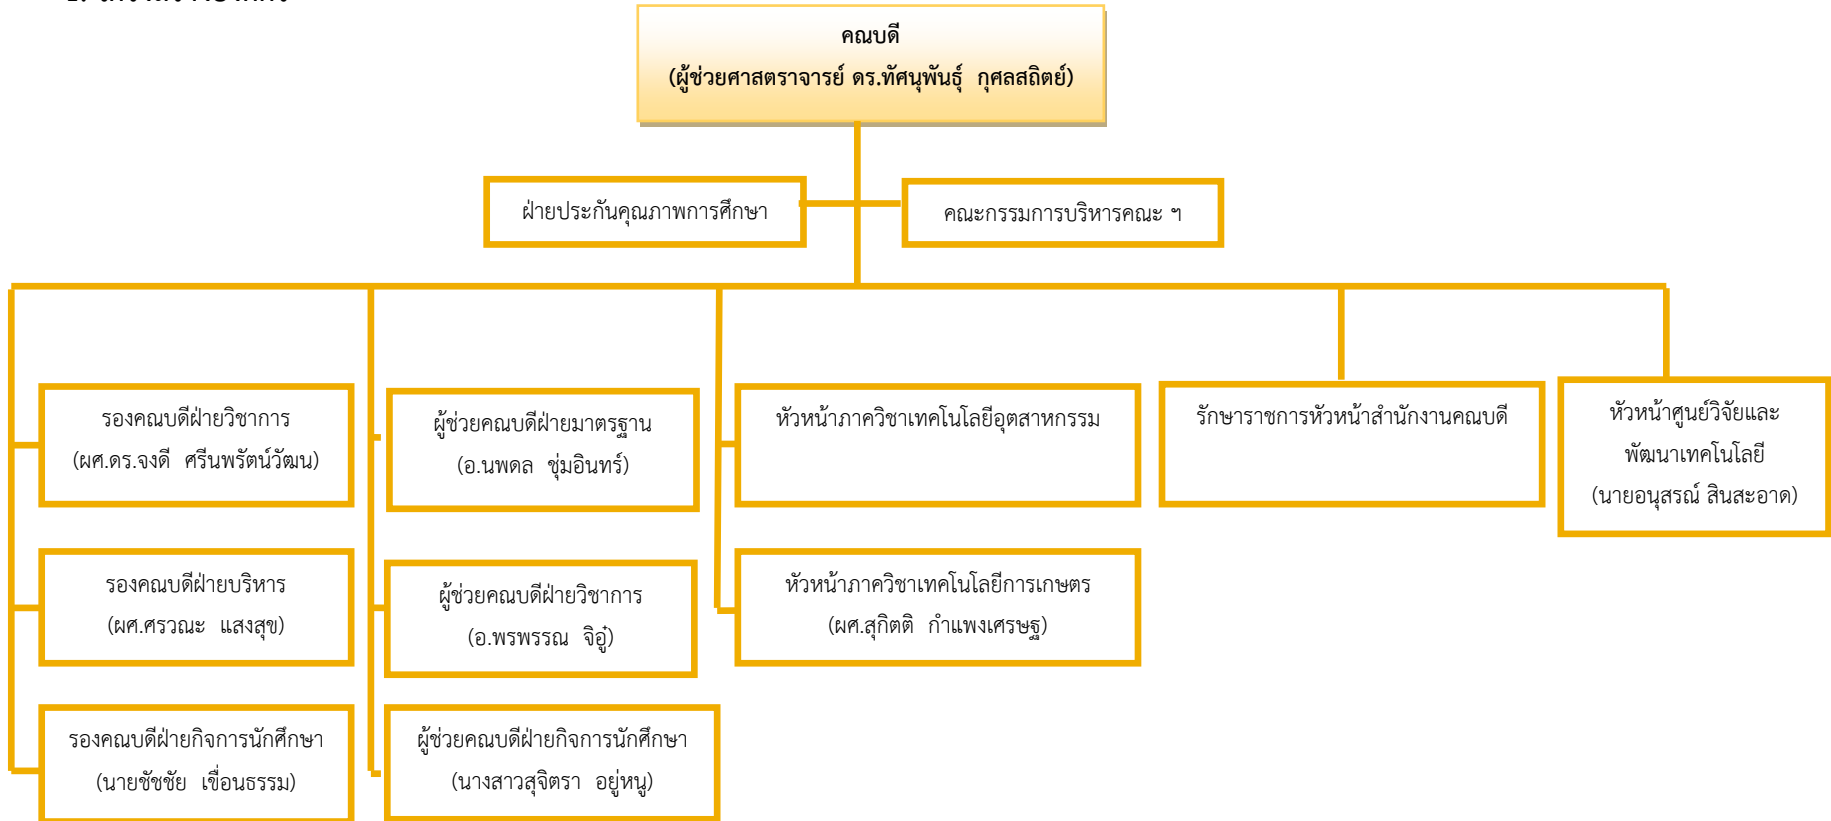 คณบดี
(ผู้ช่วยศาสตราจารย์ ดร.ทัศนุพันธุ์ กุศลสถิตย์)
ฝ่ายประกันคุณภาพการศึกษา
คณะกรรมการบริหารคณะ ฯ
รองคณบดีฝ่ายวิชาการ
(ผศ.ดร.จงดี ศรีนพรัตน์วัฒน)
ผู้ช่วยคณบดีฝ่ายมาตรฐาน
(อ.นพดล ชุ่มอินทร์)
หัวหน้าภาควิชาเทคโนโลยีอุตสาหกรรม
รักษาราชการหัวหน้าสำนักงานคณบดี
หัวหน้าศูนย์วิจัยและ
พัฒนาเทคโนโลยี
(นายอนุสรณ์ สินสะอาด)
รองคณบดีฝ่ายบริหาร
(ผศ.ศรวณะ แสงสุข)
ผู้ช่วยคณบดีฝ่ายวิชาการ
(อ.พรพรรณ จิอู๋)
หัวหน้าภาควิชาเทคโนโลยีการเกษตร
(ผศ.สุกิตติ กำแพงเศรษฐ)
รองคณบดีฝ่ายกิจการนักศึกษา
(นายชัชชัย เขื่อนธรรม)
ผู้ช่วยคณบดีฝ่ายกิจการนักศึกษา
(นางสาวสุจิตรา อยู่หนู)